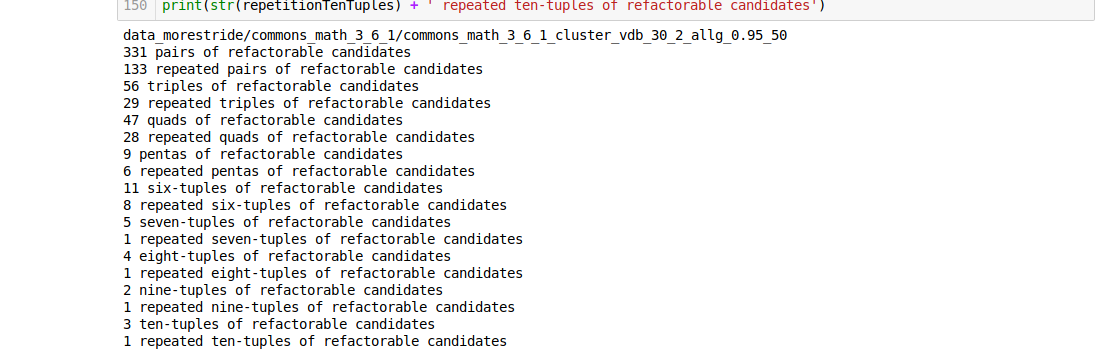 150 print(str(repetitionTenTuples) + ' repeated ten-tuples of refactorable candidates')
data_morestride/commons_math_3_6_1/commons_math_3_6_1_cluster_vdb_30_2_allg_0.95_50
331 pairs of refactorable candidates
133 repeated pairs of refactorable candidates
56 triples of refactorable candidates
29 repeated triples of refactorable candidates
47 quads of refactorable candidates
28 repeated quads of refactorable candidates
9 pentas of refactorable candidates
6 repeated pentas of refactorable candidates
11 six-tuples of refactorable candidates
8 repeated six-tuples of refactorable candidates
5 seven-tuples of refactorable candidates
1 repeated seven-tuples of refactorable candidates
4 eight-tuples of refactorable candidates
1 repeated eight-tuples of refactorable candidates
2 nine-tuples of refactorable candidates
1 repeated nine-tuples of refactorable candidates
3 ten-tuples of refactorable candidates
1 repeated ten-tuples of refactorable candidates